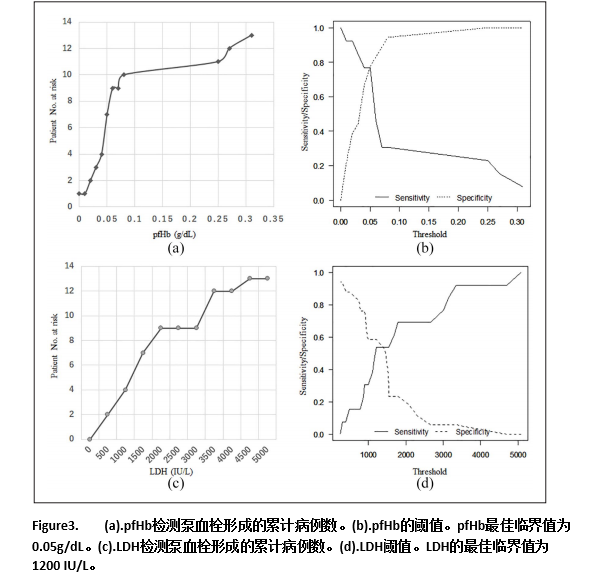 14
12
10
8
6
4
2
0
Patient No. at risk
0 0.05 0.1 0.15 0.2 0.25 0.3 0.35
pfHb (g/dL)
(a)
1.0
0.8
0.6
0.4
0.2
0.0
Sensitivity/Specificity
Sensitivity Specificity
0.00 0.05 0.10 0.15 0.20 0.25 0.30
Threshold
(b)
14
12
10
8
6
4
2
0
Patient No. at risk
0 500 1000 1500 2000 2500 3000 3500 4000 4500 5000
LDH (IU/L)
(c)
1.0
0.8
0.6
0.4
0.2
0.0
Sensitivity/Specificity
Sensitivity Specificity
1000 2000 3000 4000 5000
Threshold
(d)
Figure3. (a).pfHb检测泵血栓形成的累计病例数。(b).pfHb的阈值。pfHb最佳临界值为
0.05g/dL。(c).LDH检测泵血栓形成的累计病例数。(d).LDH阈值。LDH的最佳临界值为
1200 IU/L。